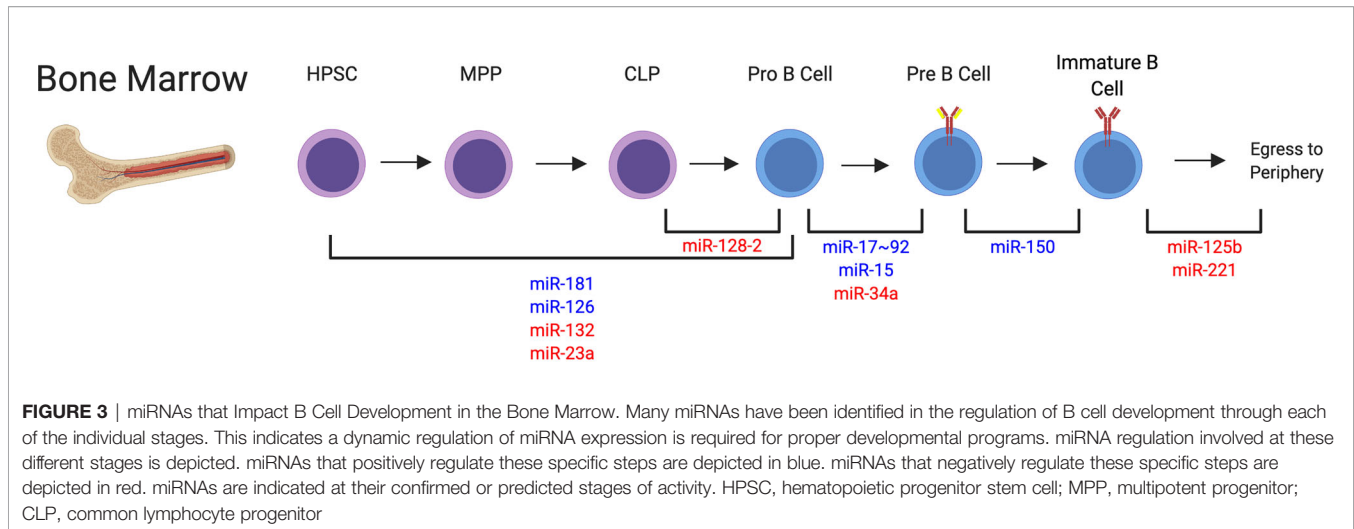 Bone Marrow
HPSC
MPP
CLP
Pro B Cell
Pre B Cell
Immature B
Cell
Egress to
Periphery
miR-128-2
miR-17~92
miR-15
miR-34a
miR-150
miR-125b
miR-221
miR-181
miR-126
miR-132
miR-23a
FIGURE 3 | miRNAs that Impact B Cell Development in the Bone Marrow. Many miRNAs have been identified in the regulation of B cell development through each
of the individual stages. This indicates a dynamic regulation of miRNA expression is required for proper developmental programs. miRNA regulation involved at these
different stages is depicted. miRNAs that positively regulate these specific steps are depicted in blue. miRNAs that negatively regulate these specific steps are
depicted in red. miRNAs are indicated at their confirmed or predicted stages of activity. HPSC, hematopoietic progenitor stem cell; MPP, multipotent progenitor;
CLP, common lymphocyte progenitor